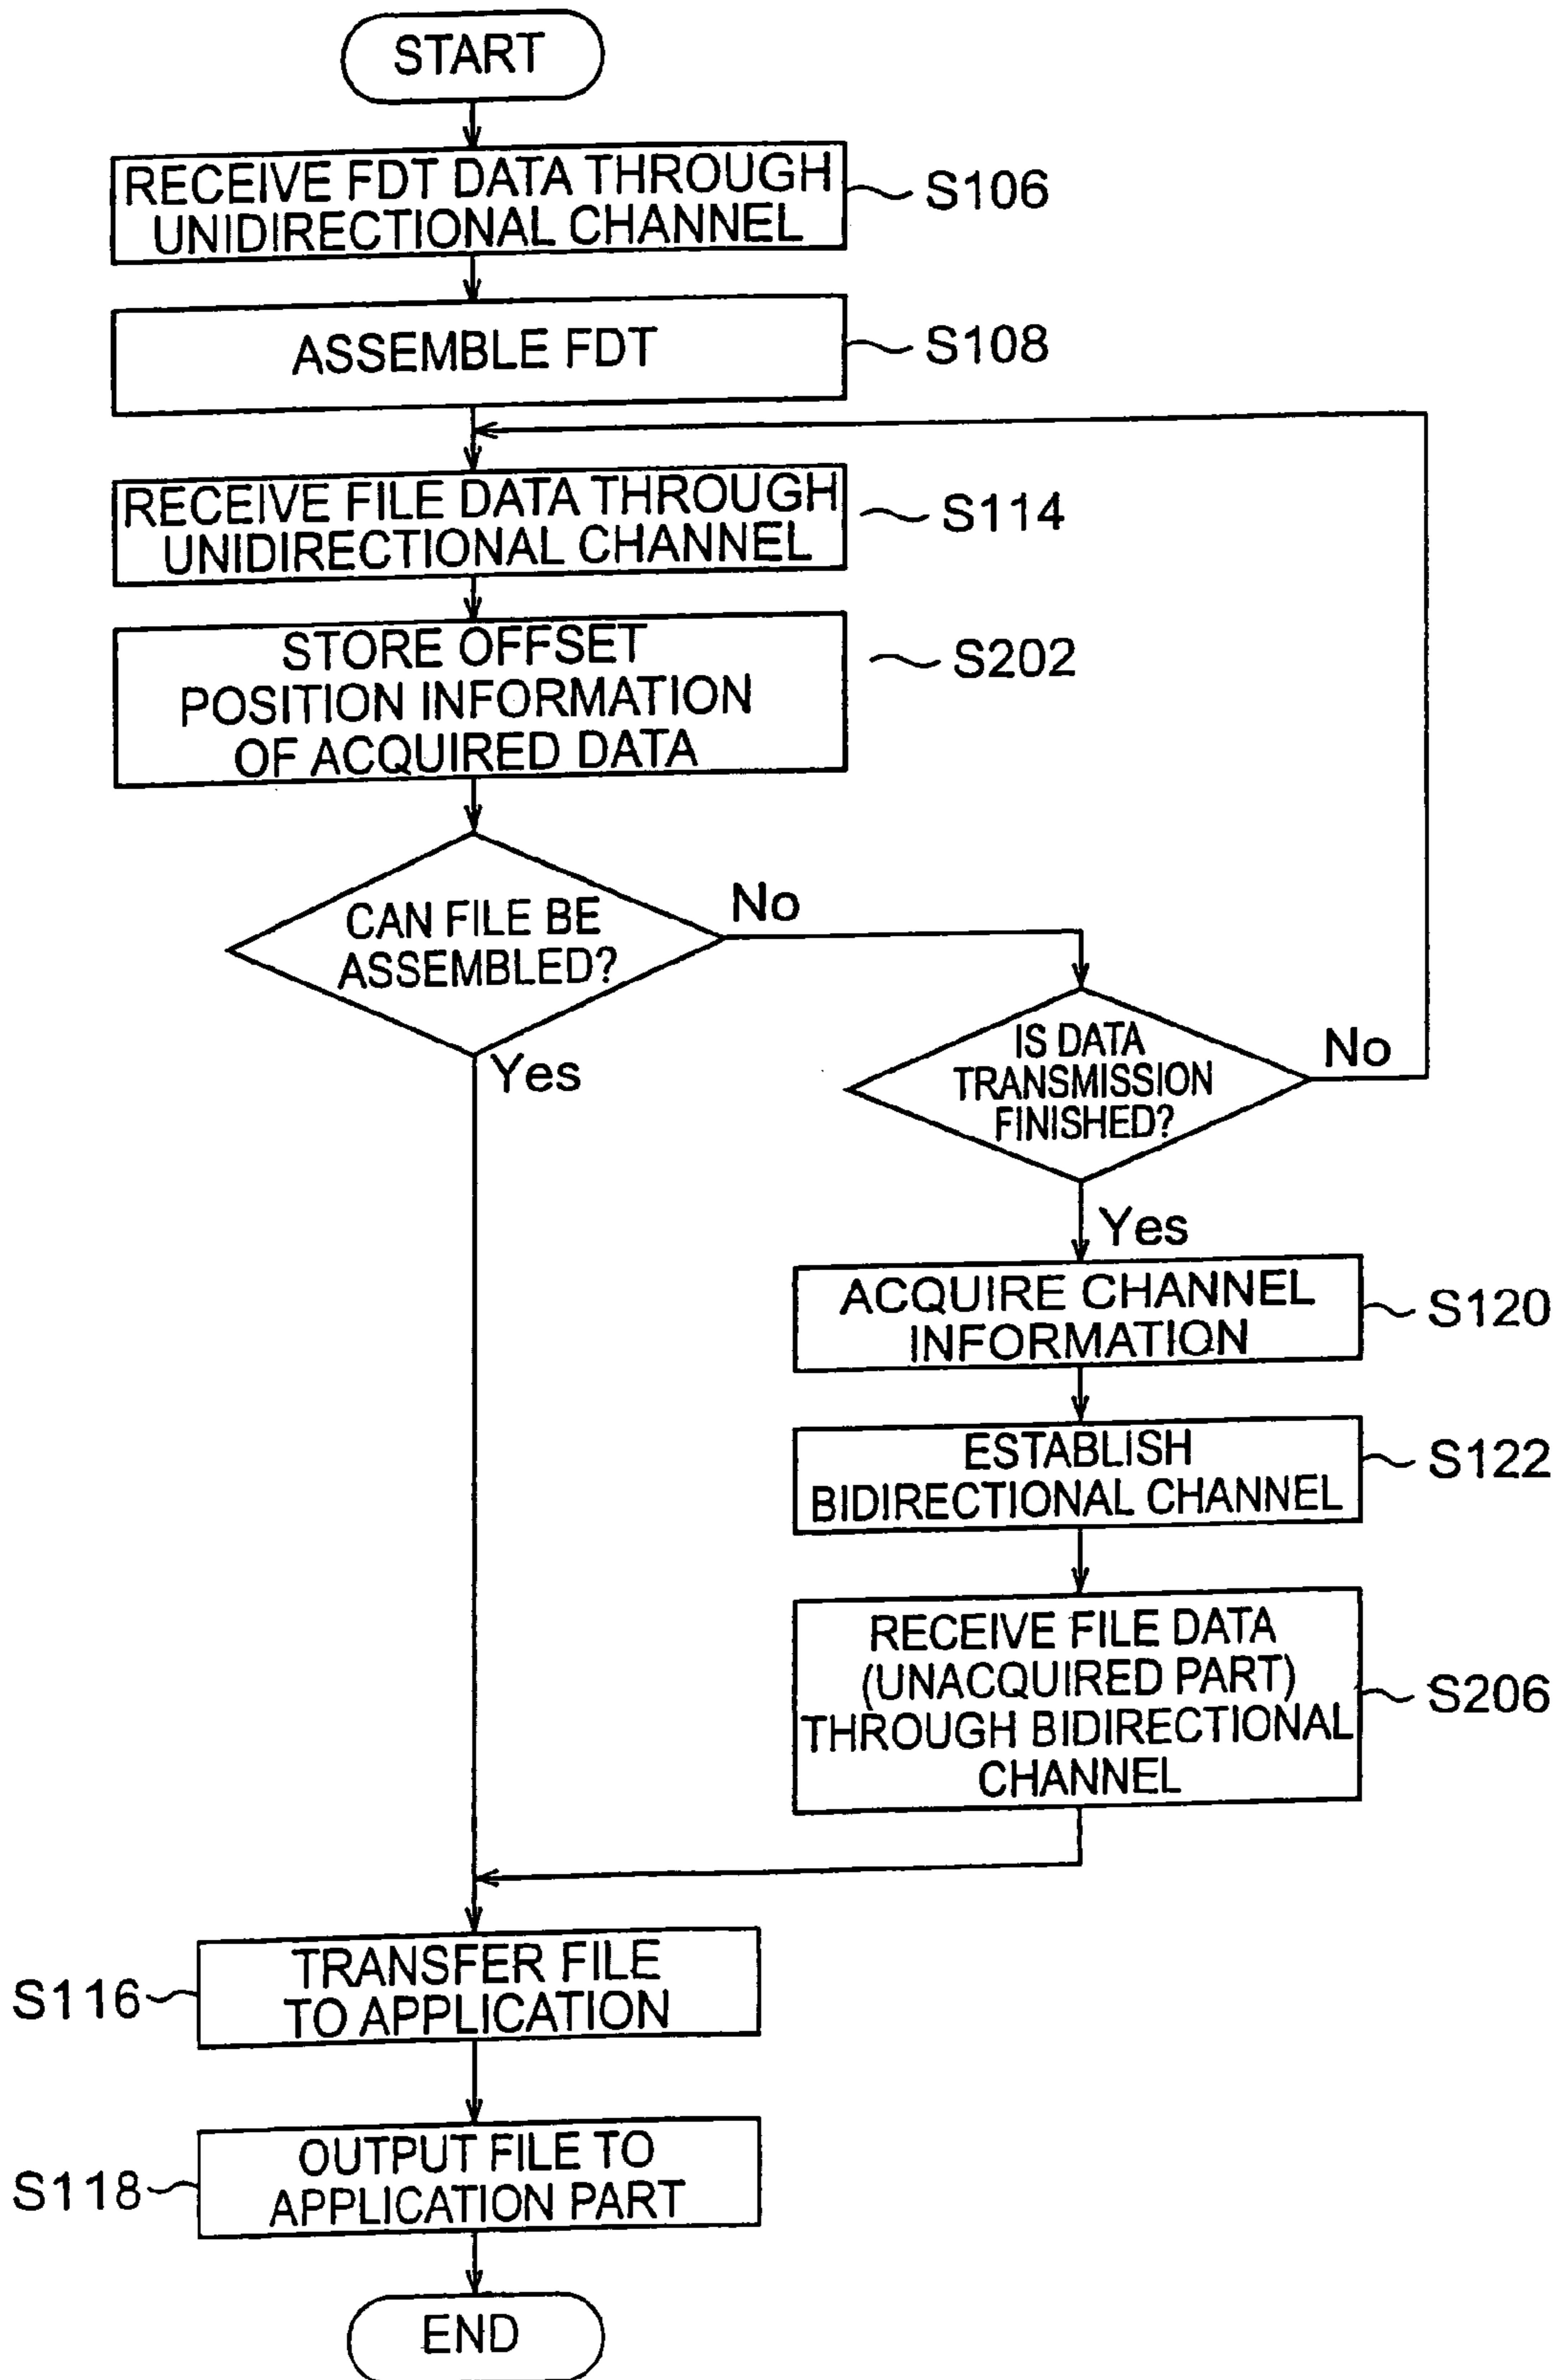 START
RECEIVE FDT DATA THROUGH
UNIDIRECTIONAL CHANNEL
S106
ASSEMBLE FDT
S108
RECEIVE FILE DATA THROUGH
UNIDIRECTIONAL CHANNEL
S114
STORE OFFSET
POSITION INFORMATION
OF ACQUIRED DATA
S202
CAN FILE BE
ASSEMBLED?
No
Yes
IS DATA
TRANSMISSION
FINISHED?
No
Yes
ACQUIRE CHANNEL
INFORMATION
S120
ESTABLISH
BIDIRECTIONAL CHANNEL
S122
RECEIVE FILE DATA
(UNACQUIRED PART)
THROUGH BIDIRECTIONAL
CHANNEL
S206
S116
TRANSFER FILE
TO APPLICATION
S118
OUTPUT FILE TO
APPLICATION PART
END